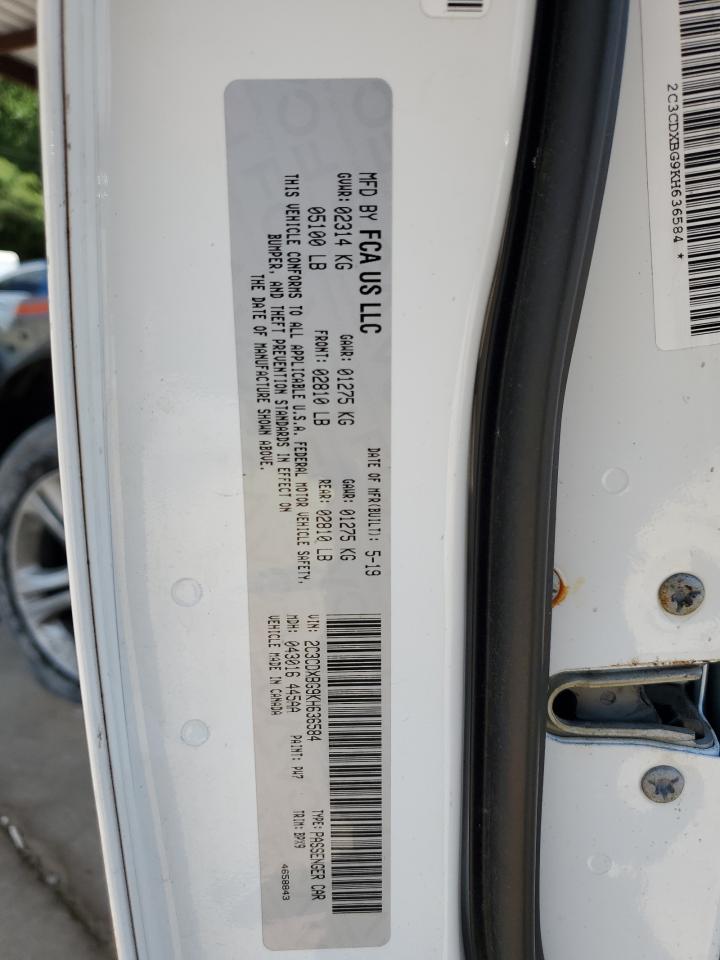 MFD BY FCA US LLC
DATE OF MFR(BUILT): 5-19
GVWR: 02314 KG
GAWR: 01275 KG
GAWR: 01275 KG
05100 LB
FRONT: 02810 LB
REAR: 02810 LB
THIS VEHICLE CONFORMS TO ALL APPLICABLE U.S.A. FEDERAL MOTOR VEHICLE SAFETY,
BUMPER, AND THEFT PREVENTION STANDARDS IN EFFECT ON
THE DATE OF MANUFACTURE SHOWN ABOVE.
VIN: 2C3CDXBG9KH636584
TYPE: PASSENGER CAR
MDH: 043016 445AA
PAINT: PW7
TRIM: BPX9
VEHICLE MADE IN CANADA
4658843
2C3CDXBG9KH636584 *